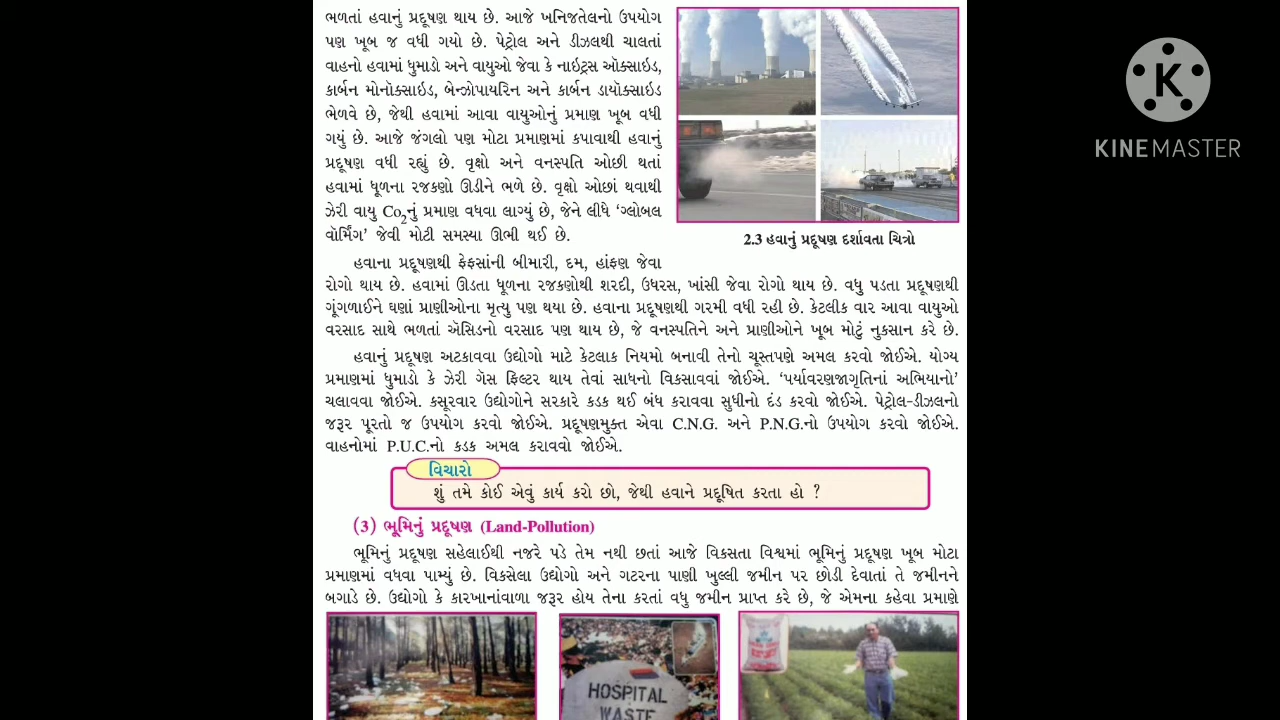 ભળતાં હવાનું પ્રદૂષણ થાય છે. આજે ખનિજતેલનો ઉપયોગ
પણ ખૂબ જ વધી ગયો છે. પેટ્રોલ અને ડીઝલથી ચાલતાં
વાહનો હવામાં ધુમાડો અને વાયુઓ જેવા કે નાઇટ્રસ ઑક્સાઇડ,
કાર્બન મોનૉક્સાઇડ, બેન્ઝોપાયરિન અને કાર્બન ડાયૉક્સાઇડ
ભેળવે છે, જેથી હવામાં આવા વાયુઓનું પ્રમાણ ખૂબ વધી
ગયું છે. આજે જંગલો પણ મોટા પ્રમાણમાં કપાવાથી હવાનું
પ્રદૂષણ વધી રહ્યું છે. વૃક્ષો અને વનસ્પતિ ઓછી થતાં
હવામાં ધૂળના રજકણો ઊડીને ભળે છે. વૃક્ષો ઓછાં થવાથી
ઝેરી વાયુ Co2નું પ્રમાણ વધવા લાગ્યું છે, જેને લીધે ‘ગ્લોબલ
વૉર્મિંગ’ જેવી મોટી સમસ્યા ઊભી થઈ છે.
2.3 હવાનું પ્રદૂષણ દર્શાવતા ચિત્રો
હવાના પ્રદૂષણથી ફેફસાંની બીમારી, દમ, હાંફણ જેવા
રોગો થાય છે. હવામાં ઊડતા ધૂળના રજકણોથી શરદી, ઉધરસ, ખાંસી જેવા રોગો થાય છે. વધુ પડતા પ્રદૂષણથી
ગૂંગળાઈને ઘણાં પ્રાણીઓના મૃત્યુ પણ થયા છે. હવાના પ્રદૂષણથી ગરમી વધી રહી છે. કેટલીક વાર આવા વાયુઓ
વરસાદ સાથે ભળતાં ઍસિડનો વરસાદ પણ થાય છે, જે વનસ્પતિને અને પ્રાણીઓને ખૂબ મોટું નુકસાન કરે છે.
હવાનું પ્રદૂષણ અટકાવવા ઉદ્યોગો માટે કેટલાક નિયમો બનાવી તેનો ચૂસ્તપણે અમલ કરવો જોઈએ. યોગ્ય
પ્રમાણમાં ધુમાડો કે ઝેરી ગૅસ ફિલ્ટર થાય તેવાં સાધનો વિકસાવવાં જોઈએ. ‘પર્યાવરણજાગૃતિનાં અભિયાનો’
ચલાવવા જોઈએ. કસૂરવાર ઉદ્યોગોને સરકારે કડક થઈ બંધ કરાવવા સુધીનો દંડ કરવો જોઈએ. પેટ્રોલ-ડીઝલનો
જરૂર પૂરતો જ ઉપયોગ કરવો જોઈએ. પ્રદૂષણમુક્ત એવા C.N.G. અને P.N.G.નો ઉપયોગ કરવો જોઈએ.
વાહનોમાં P.U.C.નો કડક અમલ કરાવવો જોઈએ.
વિચારો
શું તમે કોઈ એવું કાર્ય કરો છો, જેથી હવાને પ્રદૂષિત કરતા હો ?
(3) ભૂમિનું પ્રદૂષણ (Land-Pollution)
ભૂમિનું પ્રદૂષણ સહેલાઈથી નજરે પડે તેમ નથી છતાં આજે વિકસતા વિશ્વમાં ભૂમિનું પ્રદૂષણ ખૂબ મોટા
પ્રમાણમાં વધવા પામ્યું છે. વિકસેલા ઉદ્યોગો અને ગટરના પાણી ખુલ્લી જમીન પર છોડી દેવાતાં તે જમીનને
બગાડે છે. ઉદ્યોગો કે કારખાનાંવાળા જરૂર હોય તેના કરતાં વધુ જમીન પ્રાપ્ત કરે છે, જે એમના કહેવા પ્રમાણે
HOSPITAL
WASTE
K
KINEMASTER